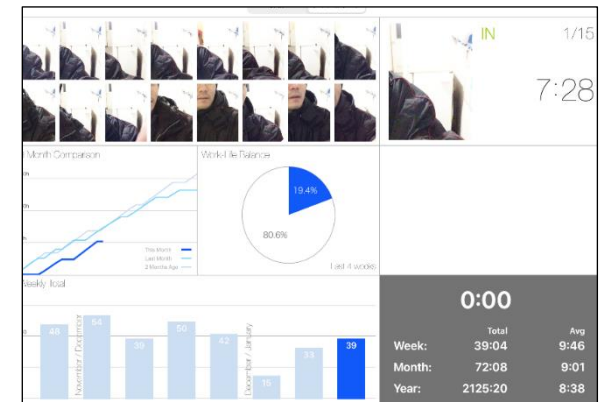 IN
1/15
7:28
Month Comparison
This Month
Last Month
2 Months Ago
Work-Life Balance
19.4%
80.6%
Last 4 weeks
Weekly Total
48
November / December
64
39
50
42
December / January
15
33
39
0:00
Total Avg
Week: 39:04 9:46
Month: 72:08 9:01
Year: 2125:20 8:38